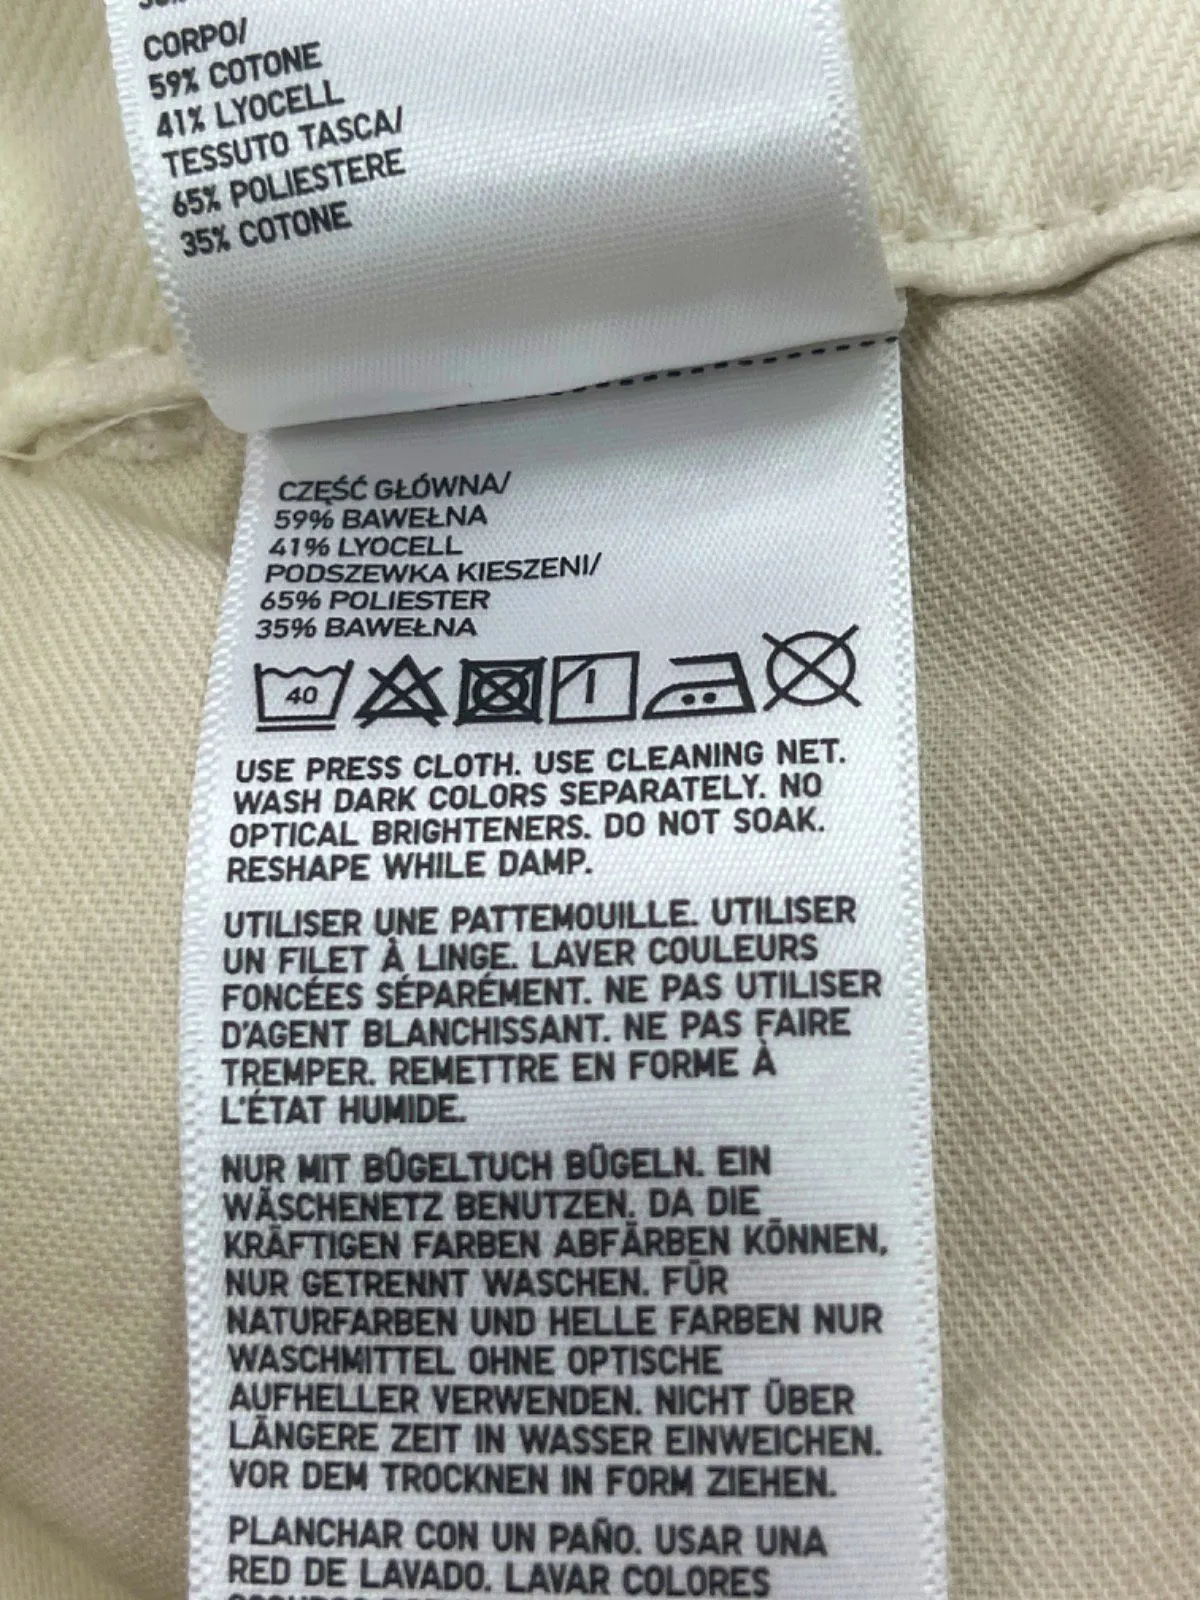 CORPO/
59% COTONE
41% LYOCELL
TESSUTO TASCA/
65% POLIESTERE
35% COTONE
CZĘŚĆ GŁÓWNA/
59% BAWEŁNA
41% LYOCELL
PODSZEWKA KIESZENI/
65% POLIESTER
35% BAWEŁNA
40
USE PRESS CLOTH. USE CLEANING NET.
WASH DARK COLORS SEPARATELY. NO
OPTICAL BRIGHTENERS. DO NOT SOAK.
RESHAPE WHILE DAMP.
UTILISER UNE PATTEMOUILLE. UTILISER
UN FILET À LINGE. LAVER COULEURS
FONCÉES SÉPARÉMENT. NE PAS UTILISER
D'AGENT BLANCHISSANT. NE PAS FAIRE
TREMPER. REMETTRE EN FORME À
L'ÉTAT HUMIDE.
NUR MIT BÜGELTUCH BÜGELN. EIN
WÄSCHENETZ BENUTZEN. DA DIE
KRÄFTIGEN FARBEN ABFÄRBEN KÖNNEN,
NUR GETRENNT WASCHEN. FÜR
NATURFARBEN UND HELLE FARBEN NUR
WASCHMITTEL OHNE OPTISCHE
AUFHELLER VERWENDEN. NICHT ÜBER
LÄNGERE ZEIT IN WASSER EINWEICHEN.
VOR DEM TROCKNEN IN FORM ZIEHEN.
PLANCHAR CON UN PAÑO. USAR UNA
RED DE LAVADO. LAVAR COLORES